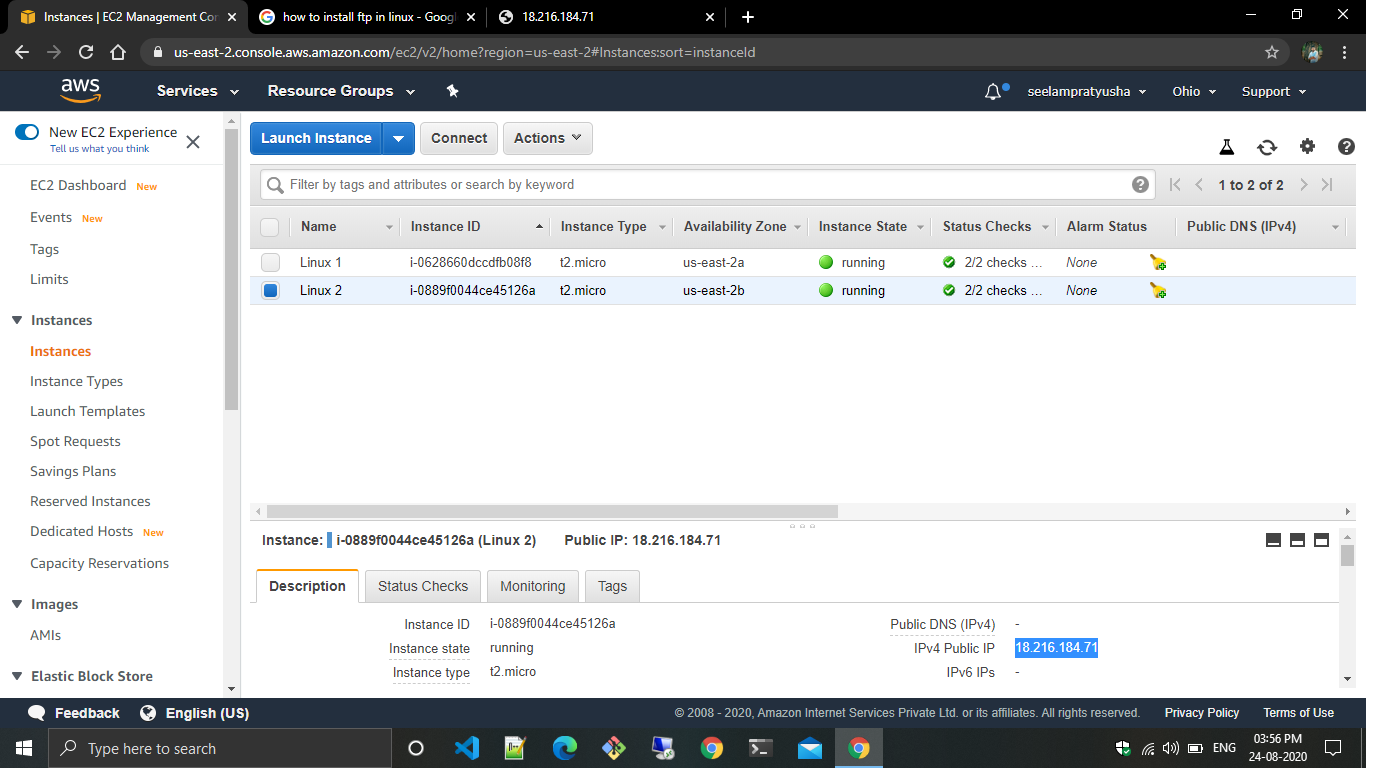 Instances | EC2 Management Con
how to install ftp in linux - Googl
18.216.184.71
us-east-2.console.aws.amazon.com/ec2/v2/home?region=us-east-2#Instances:sort=instanceId
aws
Services
Resource Groups
seelampratyusha
Ohio
Support
New EC2 Experience
Tell us what you think
EC2 Dashboard New
Events New
Tags
Limits
Instances
Instances
Instance Types
Launch Templates
Spot Requests
Savings Plans
Reserved Instances
Dedicated Hosts New
Capacity Reservations
Images
AMIs
Elastic Block Store
Launch Instance
Connect
Actions
Filter by tags and attributes or search by keyword
1 to 2 of 2
Name Instance ID Instance Type Availability Zone Instance State Status Checks Alarm Status Public DNS (IPv4)
Linux 1 i-0628660dccdfb08f8 t2.micro us-east-2a running 2/2 checks ... None
Linux 2 i-0889f0044ce45126a t2.micro us-east-2b running 2/2 checks ... None
Instance: i-0889f0044ce45126a (Linux 2) Public IP: 18.216.184.71
Description Status Checks Monitoring Tags
Instance ID i-0889f0044ce45126a Public DNS (IPv4) -
Instance state running IPv4 Public IP 18.216.184.71
Instance type t2.micro IPv6 IPs -
Feedback English (US) © 2008 - 2020, Amazon Internet Services Private Ltd. or its affiliates. All rights reserved. Privacy Policy Terms of Use
Type here to search
ENG
03:56 PM
24-08-2020